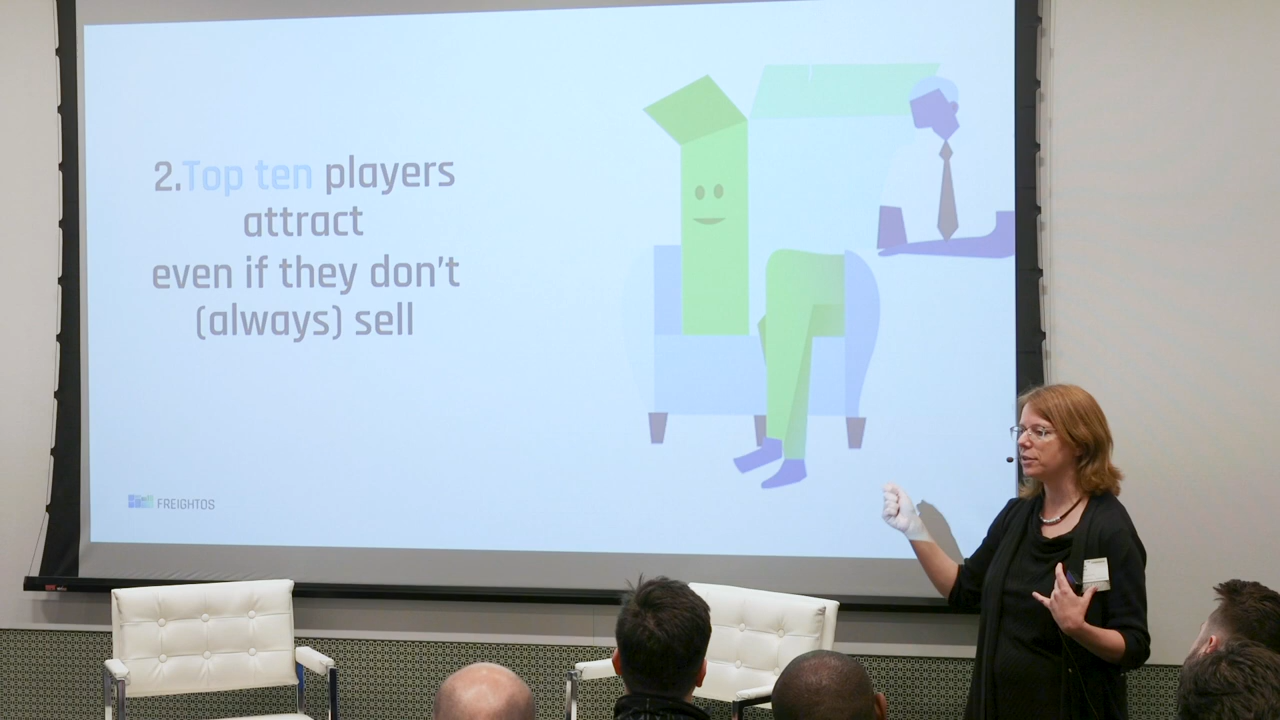 2.Top ten players
attract
even if they don't
(always) sell
FREIGHTOS